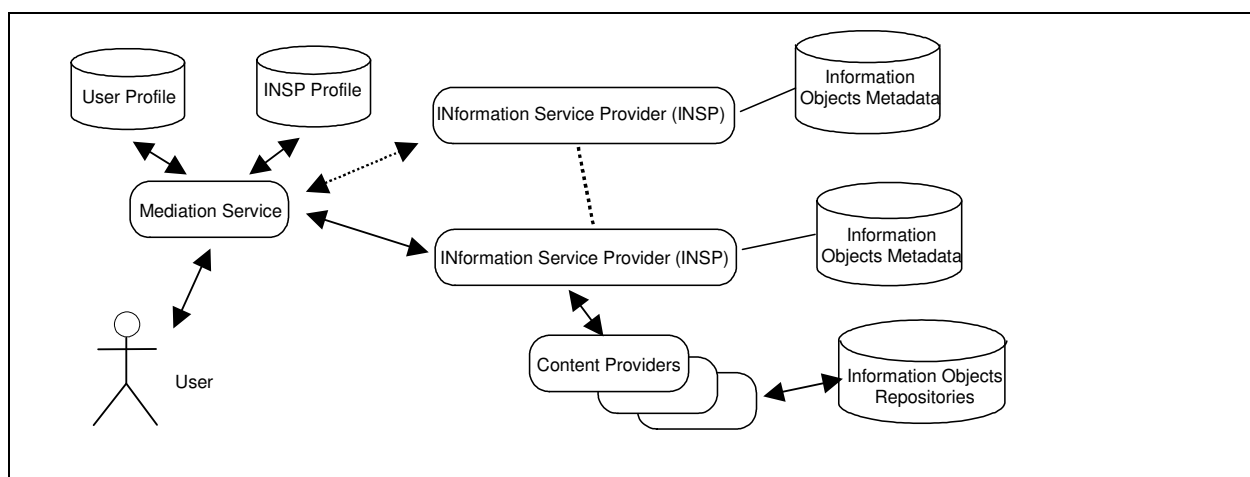 User Profile
INSP Profile
INformation Service Provider (INSP)
Information
Objects Metadata
Mediation Service
INformation Service Provider (INSP)
Information
Objects Metadata
User
Content Providers
Information Objects
Repositories